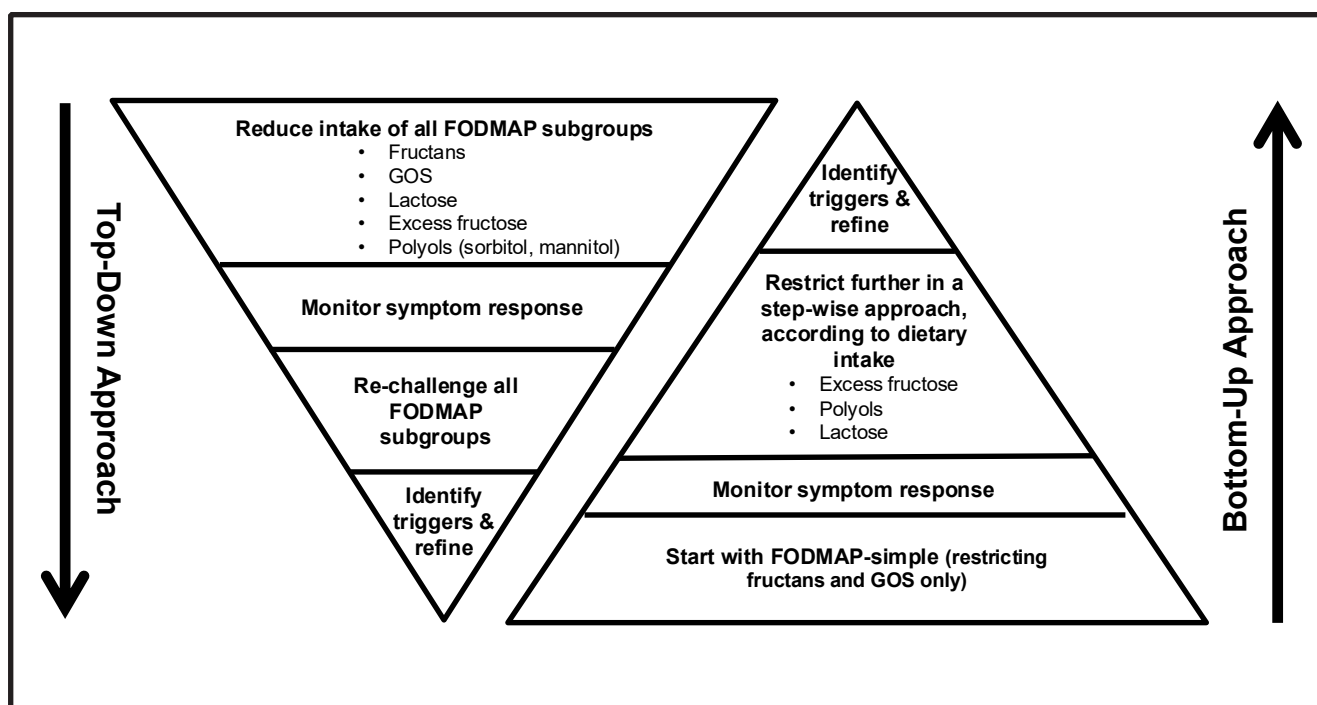 Top-Down Approach
Reduce intake of all FODMAP subgroups
• Fructans
• GOS
• Lactose
• Excess fructose
• Polyols (sorbitol, mannitol)
Monitor symptom response
Re-challenge all
FODMAP
subgroups
Identify
triggers &
refine
Identify
triggers &
refine
Restrict further in a
step-wise approach,
according to dietary
intake
• Excess fructose
• Polyols
• Lactose
Monitor symptom response
Start with FODMAP-simple (restricting
fructans and GOS only)
Bottom-Up Approach